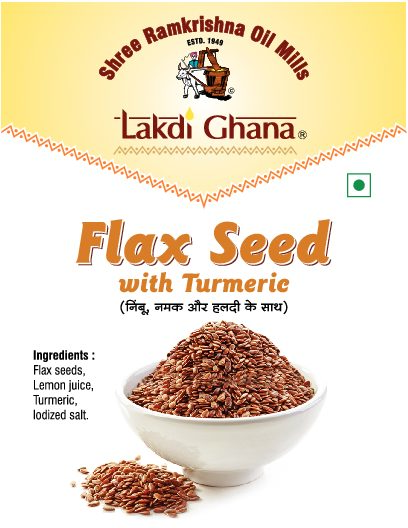 Shree Ramkrishna Oil Mills
ESTD. 1949
©
Lakdi Ghana ®
Flax Seed
with Turmeric
(निंबू, नमक और हलदी के साथ)
Ingredients :
Flax seeds,
Lemon juice,
Turmeric,
Iodized salt.